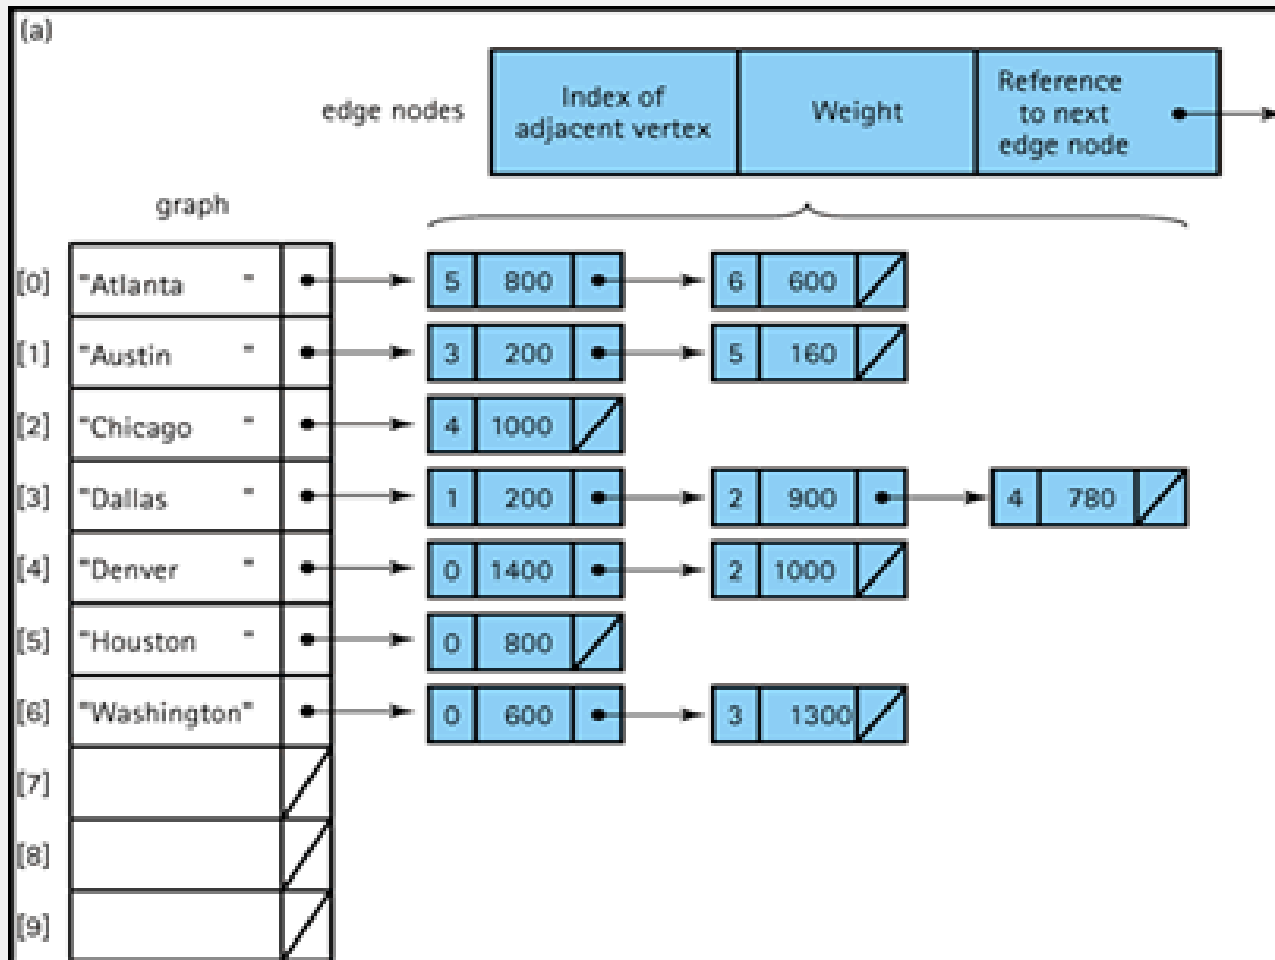 (a)
edge nodes
Index of
adjacent vertex
Weight
Reference
to next
edge node
graph
[0] "Atlanta " 5 800 6 600
[1] "Austin " 3 200 5 160
[2] "Chicago " 4 1000
[3] "Dallas " 1 200 2 900 4 780
[4] "Denver " 0 1400 2 1000
[5] "Houston " 0 800
[6] "Washington" 0 600 3 1300
[7]
[8]
[9]